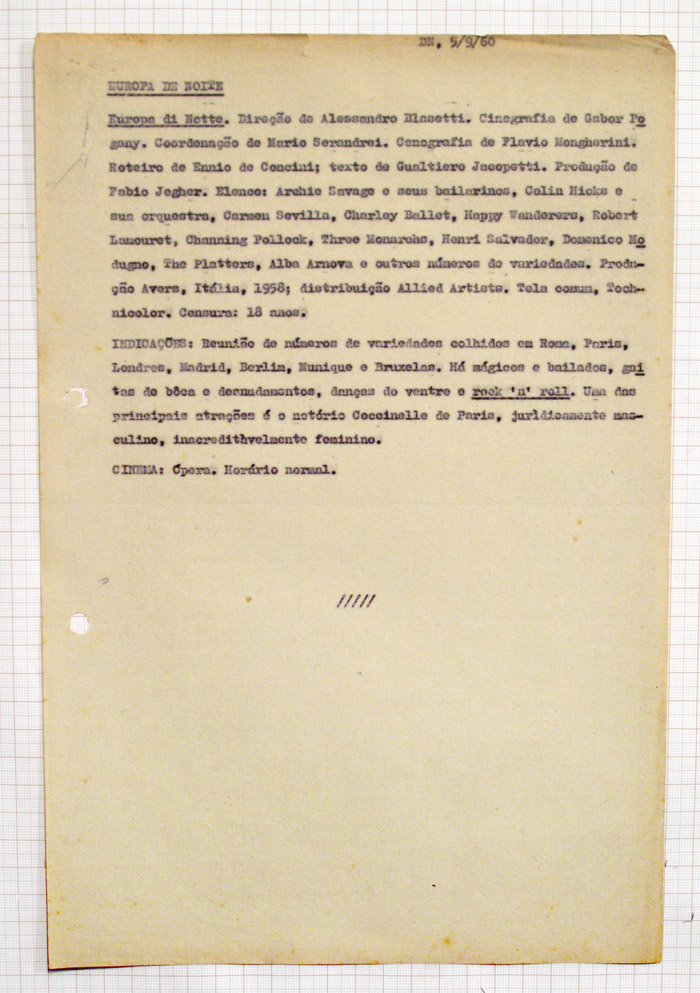 DN, 5/9/60
EUROPA DE NOITE
Europa di Notte. Direção de Alessandro Blasetti. Cinegrafia de Gabor Po
gany. Coordenação de Mario Serandrei. Cenografia de Flavio Mongherini.
Roteiro de Ennio de Concini; texto de Gualtiero Jacopetti. Produção de
Fabio Jegher. Elenco: Archie Savage e seus bailarinos, Colin Hicks e
sua orquestra, Carmen Sevilla, Charley Ballet, Happy Wanderers, Robert
Lamouret, Channing Pollock, Three Monarchs, Henri Salvador, Domenico Mo
dugno, The Platters, Alba Arnova e outros números de variedades. Produ-
ção Avers, Itália, 1958; distribuição Allied Artists. Tela comum, Tech-
nicolor. Censura: 18 anos.
INDICAÇÕES: Reunião de números de variedades colhidos em Roma, Paris,
Londres, Madrid, Berlim, Munique e Bruxelas. Há mágicos e bailados, gai
tas de bôca e desnudamentos, danças do ventre e rock 'n' roll. Uma das
principais atrações é o notório Coccinelle de Paris, jurìdicamente mas-
culino, inacreditàvelmente feminino.
CINEMA: Ópera. Horário normal.
/////